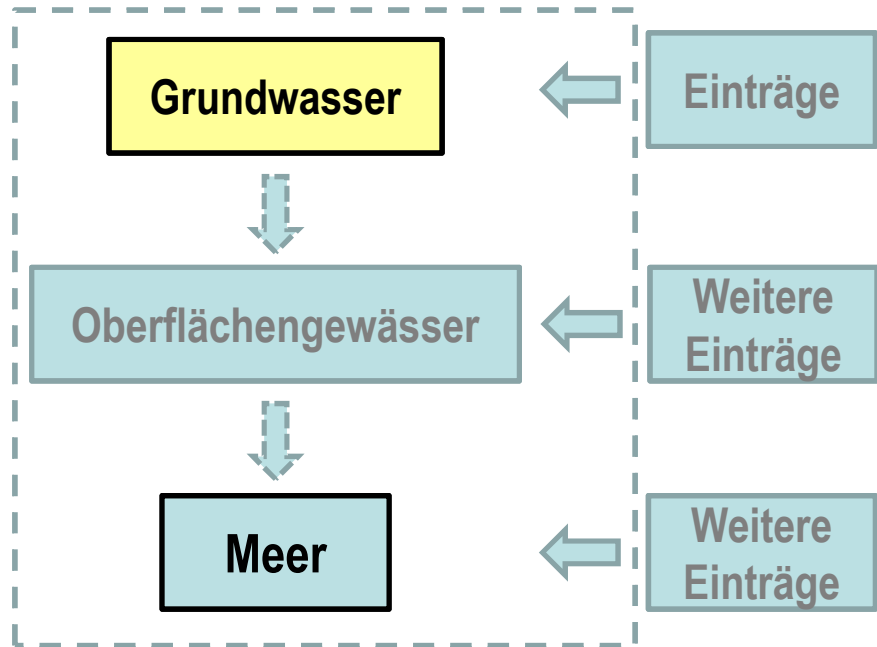 Grundwasser
Einträge
Oberflächengewässer
Weitere
Einträge
Meer
Weitere
Einträge